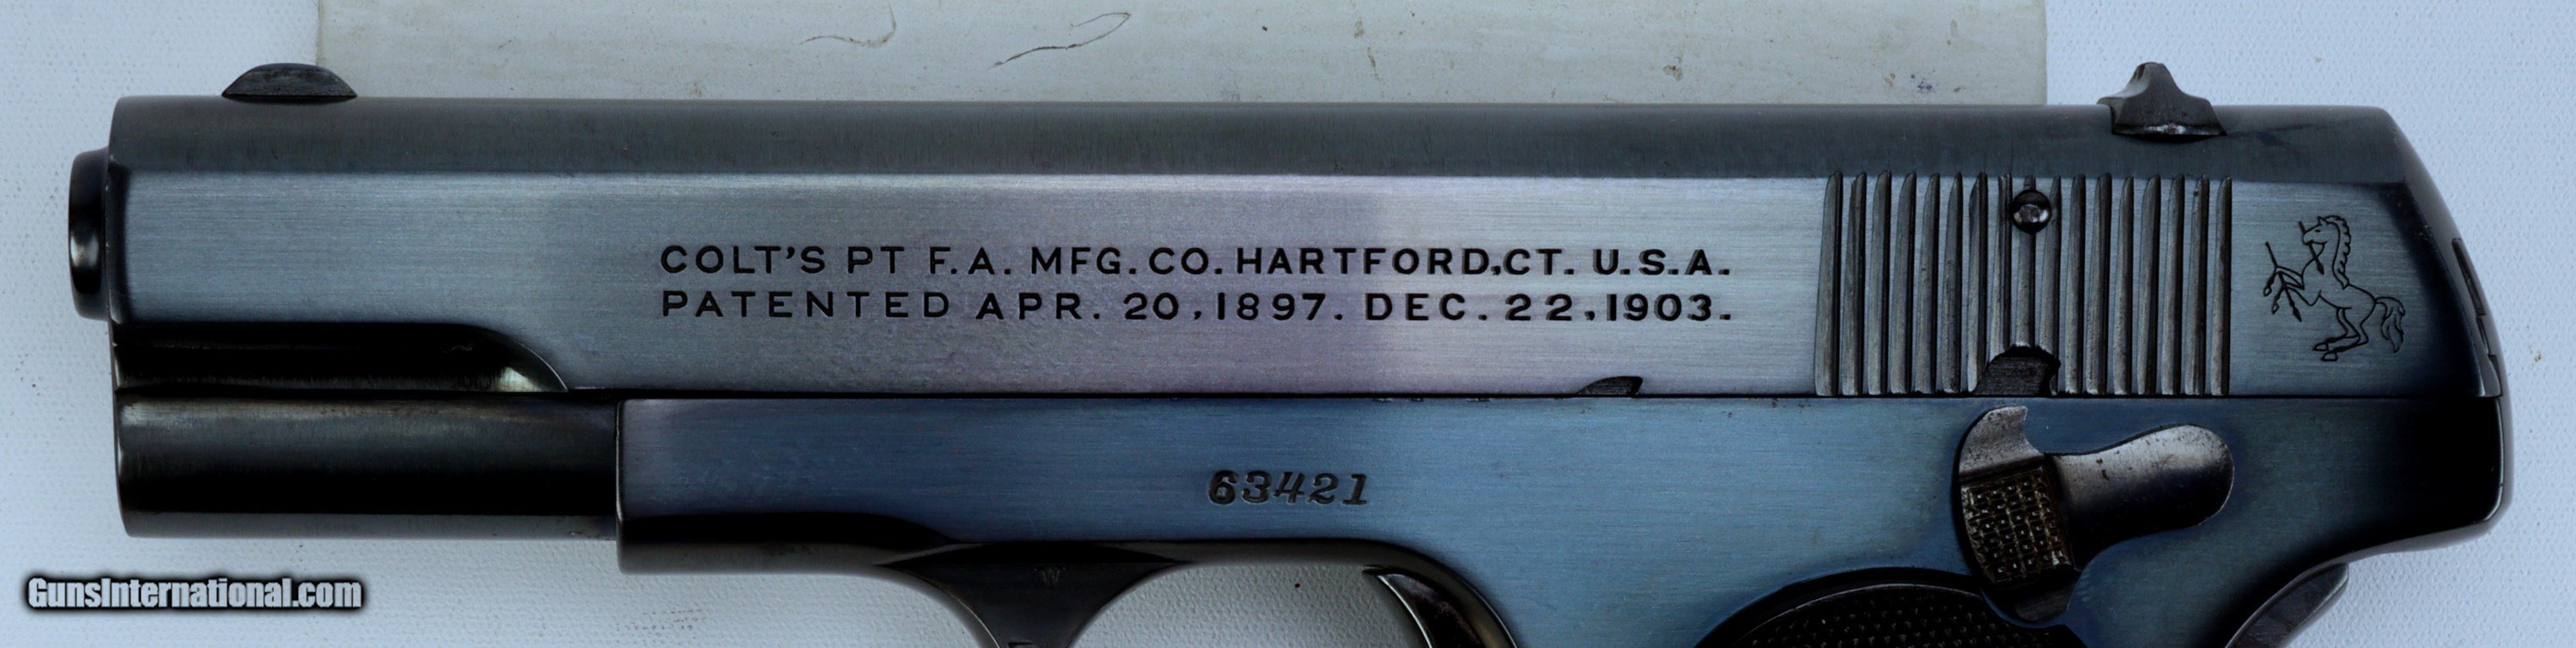 COLT'S PT F.A. MFG. CO. HARTFORD, CT. U.S.A.
PATENTED APR. 20, 1897. DEC. 22, 1903.
63421
W
GunsInternational.com